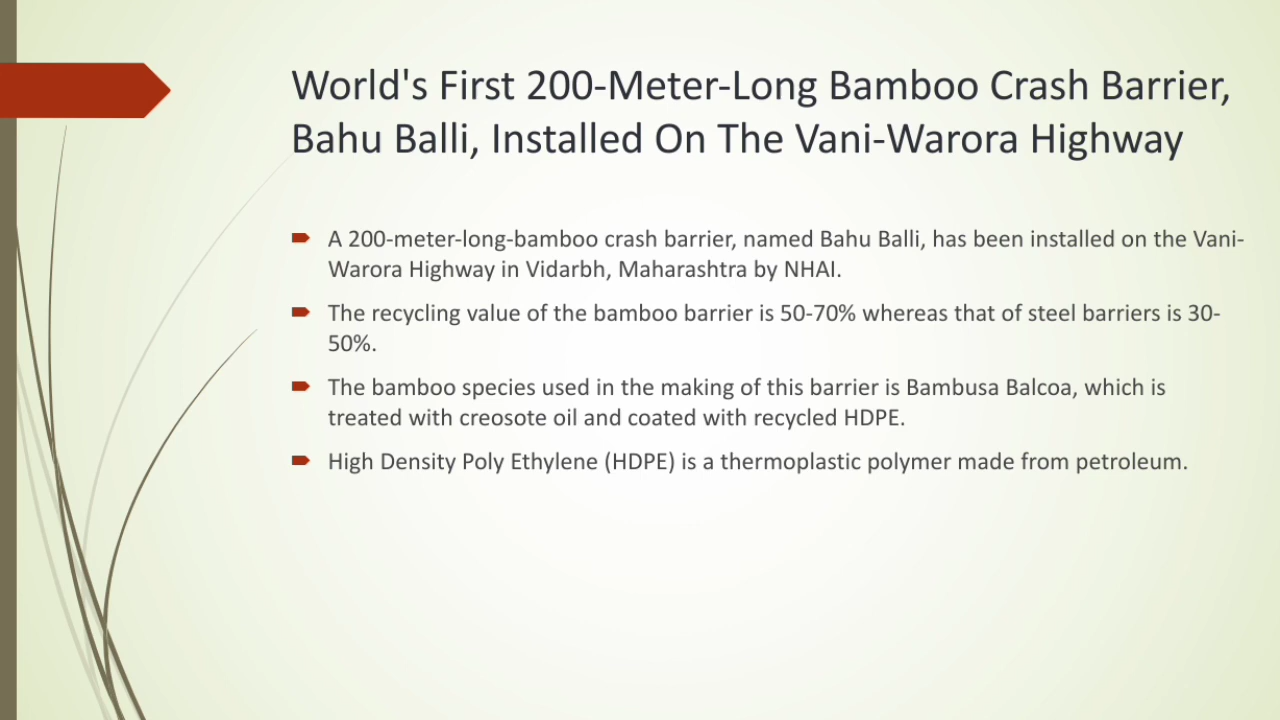 World's First 200-Meter-Long Bamboo Crash Barrier,
Bahu Balli, Installed On The Vani-Warora Highway
A 200-meter-long-bamboo crash barrier, named Bahu Balli, has been installed on the Vani-
Warora Highway in Vidarbh, Maharashtra by NHAI.
The recycling value of the bamboo barrier is 50-70% whereas that of steel barriers is 30-
50%.
The bamboo species used in the making of this barrier is Bambusa Balcoa, which is
treated with creosote oil and coated with recycled HDPE.
High Density Poly Ethylene (HDPE) is a thermoplastic polymer made from petroleum.